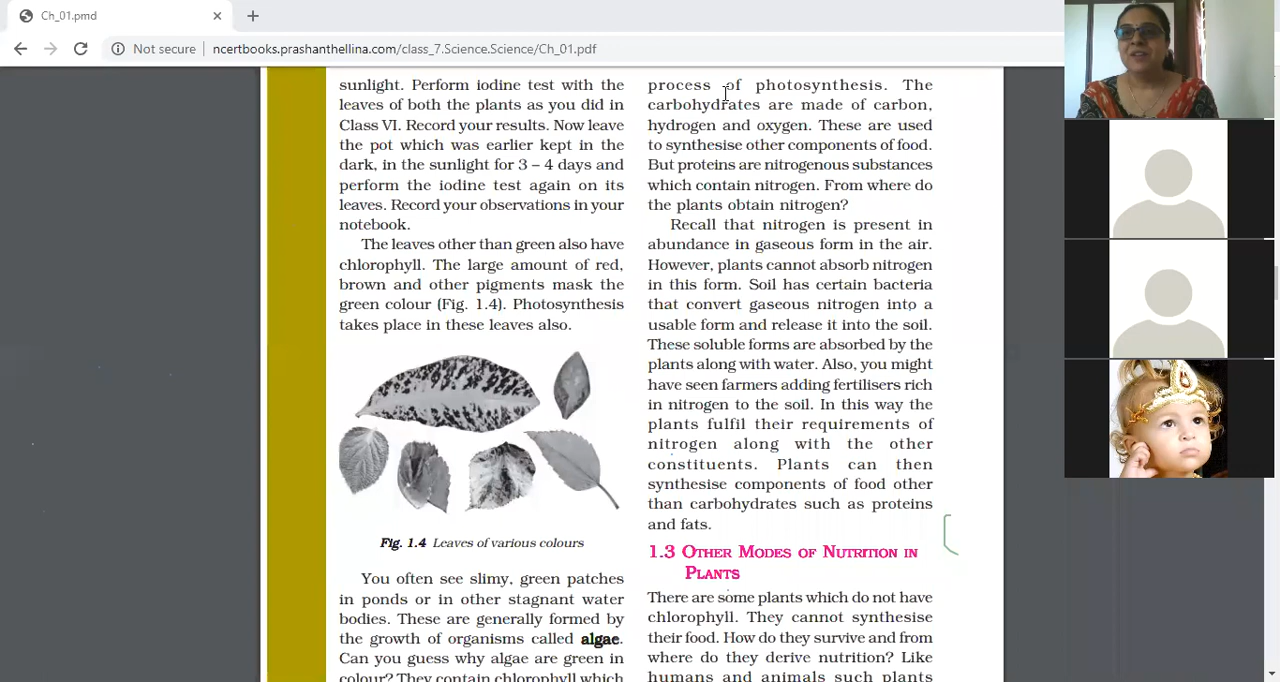 Ch_01.pmd
Not secure
ncertbooks.prashanthellina.com/class_7.Science.Science/Ch_01.pdf
sunlight. Perform iodine test with the
leaves of both the plants as you did in
Class VI. Record your results. Now leave
the pot which was earlier kept in the
dark, in the sunlight for 3 – 4 days and
perform the iodine test again on its
leaves. Record your observations in your
notebook.
The leaves other than green also have
chlorophyll. The large amount of red,
brown and other pigments mask the
green colour (Fig. 1.4). Photosynthesis
takes place in these leaves also.
Fig. 1.4 Leaves of various colours
You often see slimy, green patches
in ponds or in other stagnant water
bodies. These are generally formed by
the growth of organisms called algae.
Can you guess why algae are green in
colour? They contain chlorophyll which
process of photosynthesis. The
carbohydrates are made of carbon,
hydrogen and oxygen. These are used
to synthesise other components of food.
But proteins are nitrogenous substances
which contain nitrogen. From where do
the plants obtain nitrogen?
Recall that nitrogen is present in
abundance in gaseous form in the air.
However, plants cannot absorb nitrogen
in this form. Soil has certain bacteria
that convert gaseous nitrogen into a
usable form and release it into the soil.
These soluble forms are absorbed by the
plants along with water. Also, you might
have seen farmers adding fertilisers rich
in nitrogen to the soil. In this way the
plants fulfil their requirements of
nitrogen along with the other
constituents. Plants can then
synthesise components of food other
than carbohydrates such as proteins
and fats.
1.3 OTHER MODES OF NUTRITION IN
PLANTS
There are some plants which do not have
chlorophyll. They cannot synthesise
their food. How do they survive and from
where do they derive nutrition? Like
humans and animals such plants